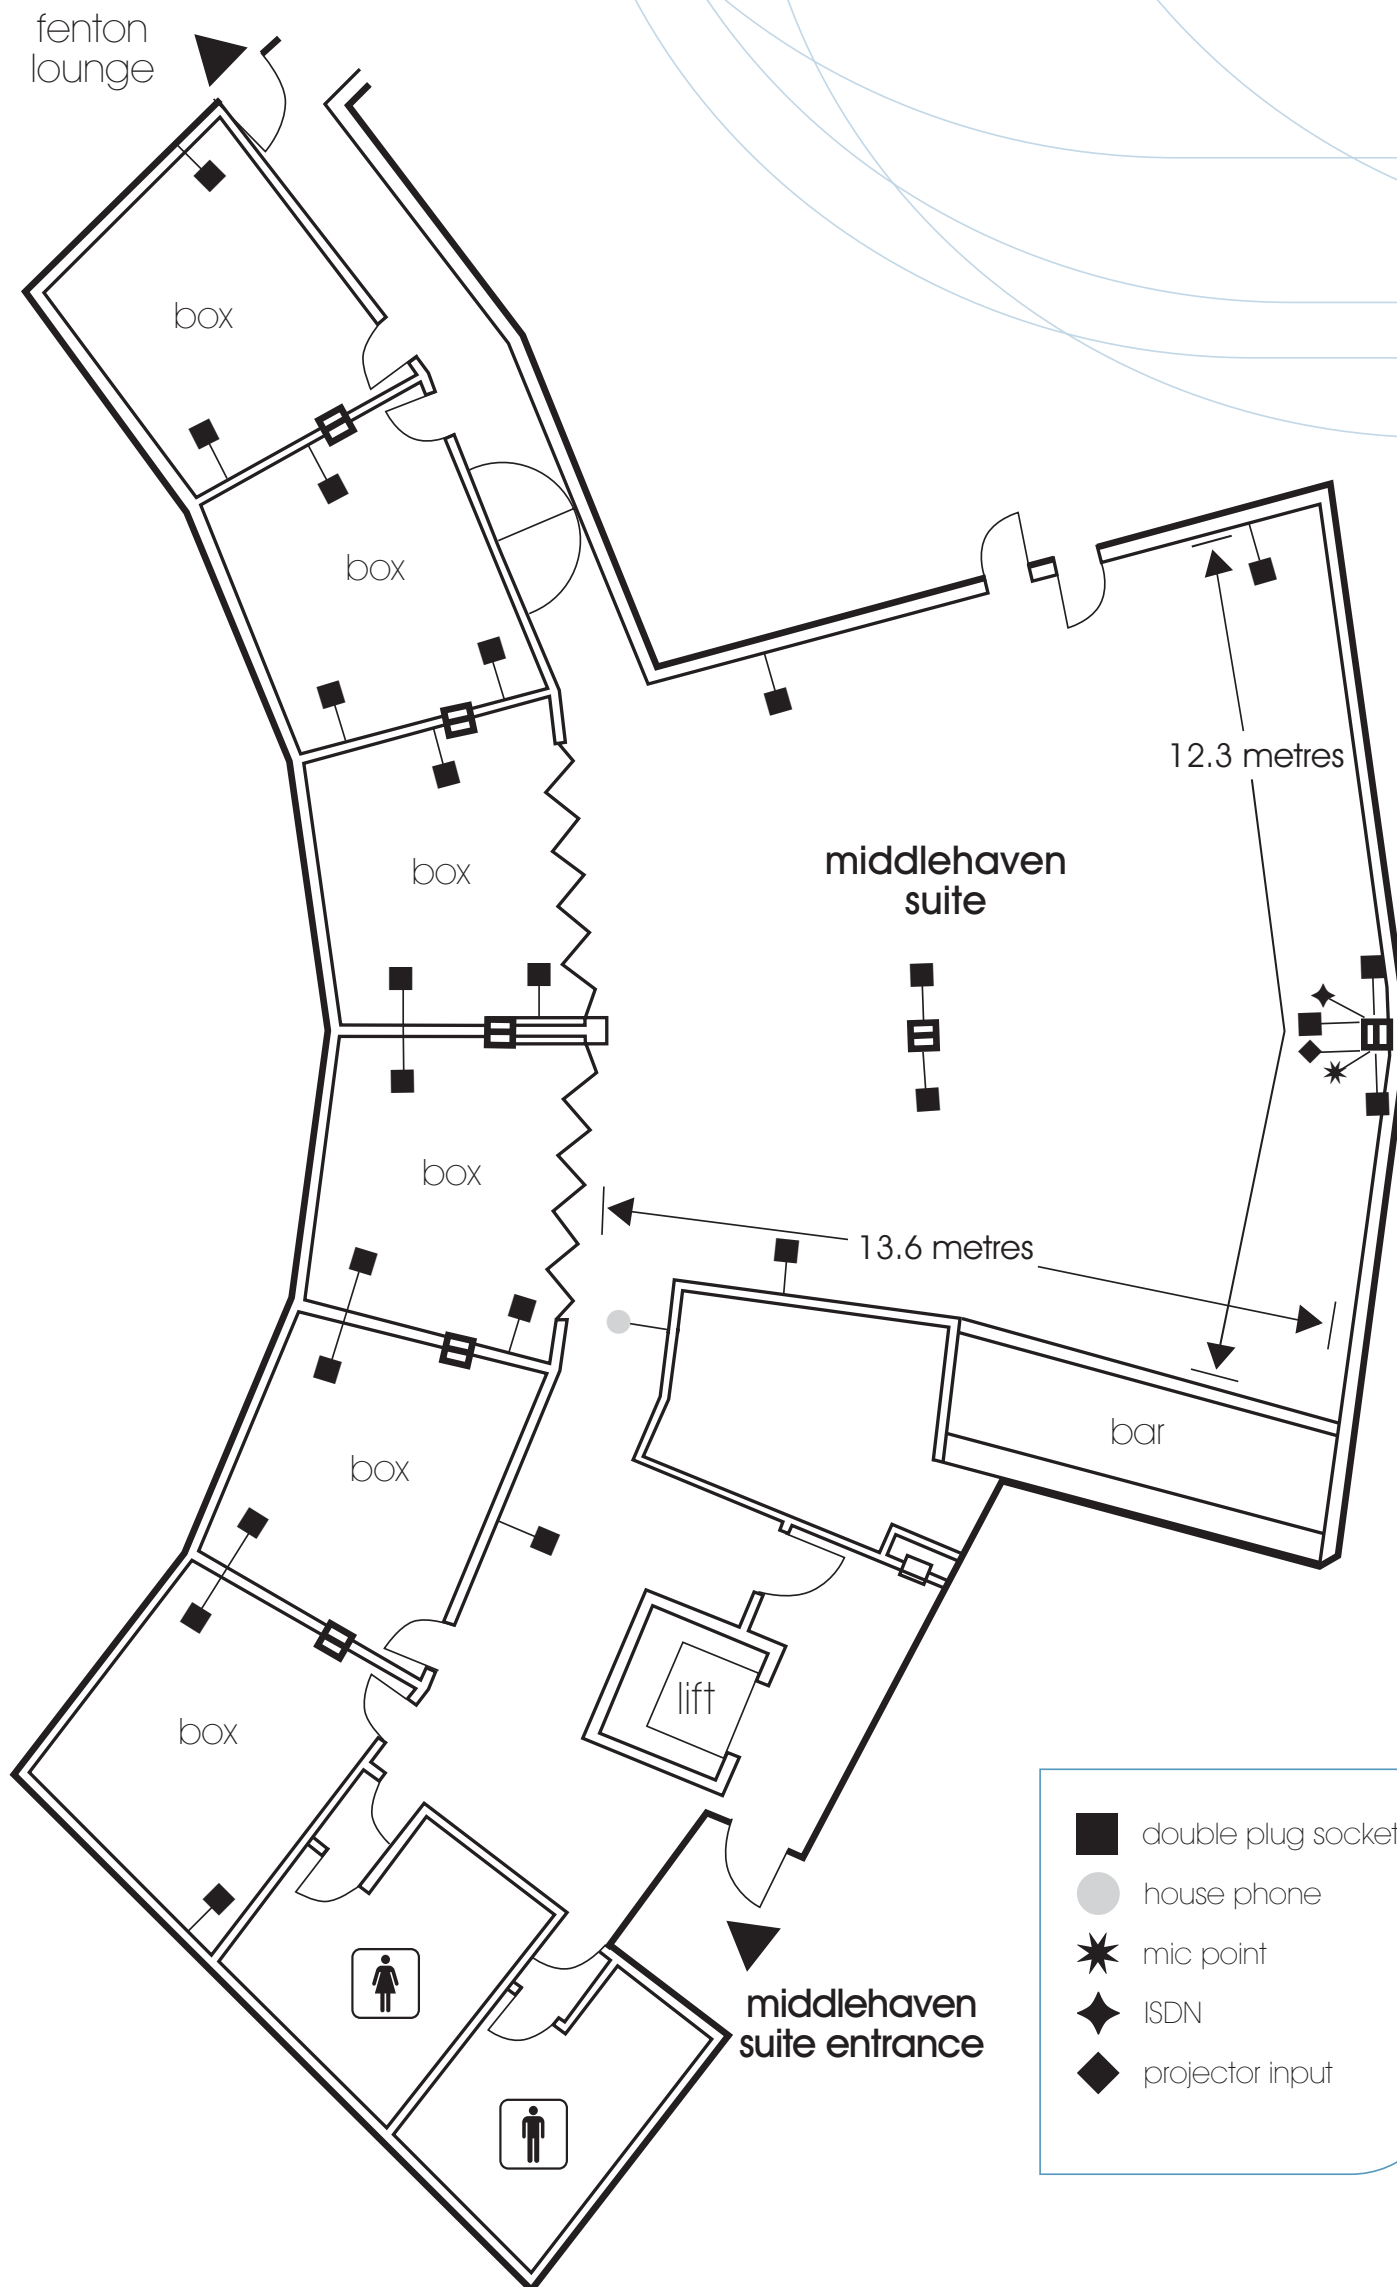 fenton
lounge
box
box
12.3 metres
middlehaven
suite
box
box
13.6 metres
bar
box
lift
box
double plug socket
house phone
mic point
ISDN
projector input
middlehaven
suite entrance